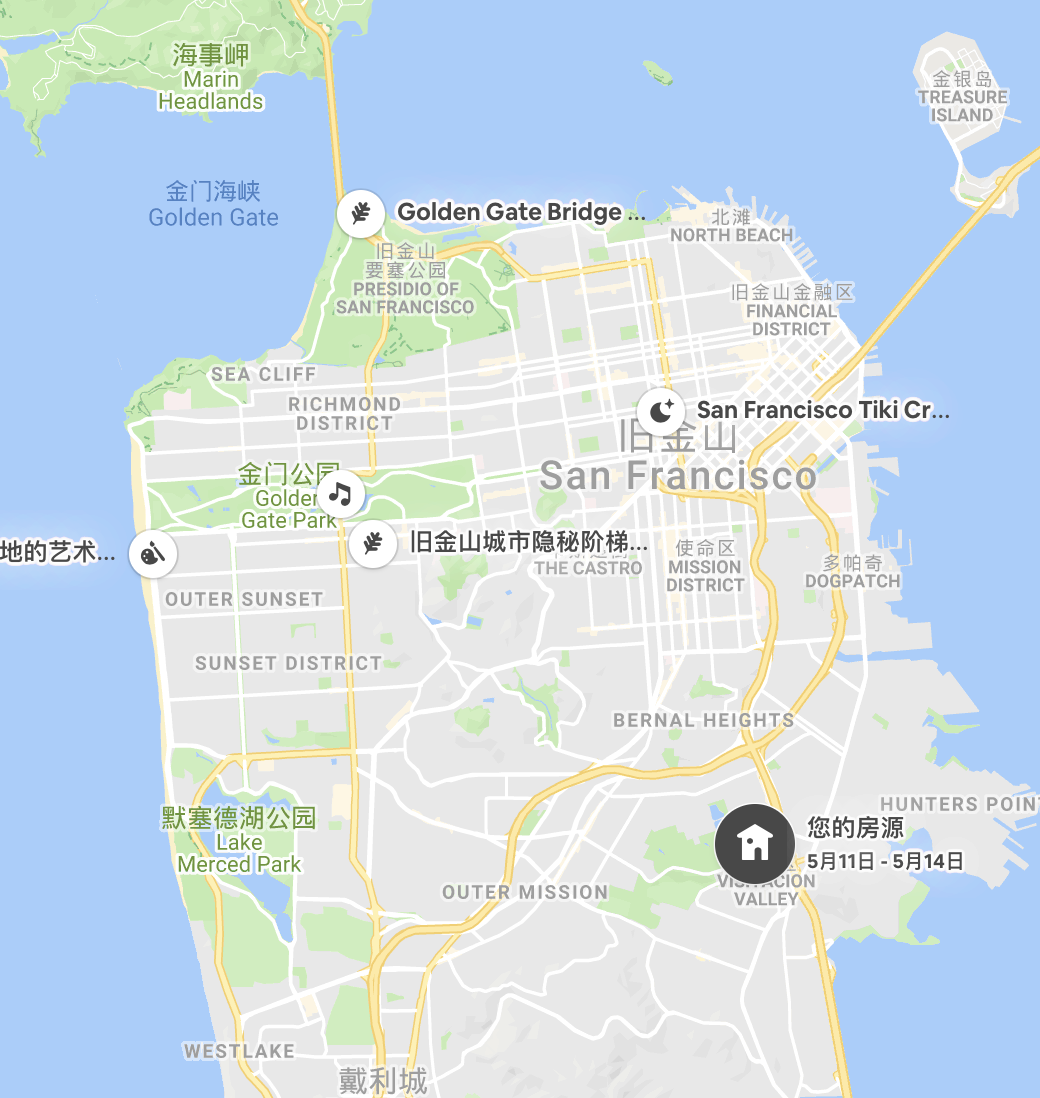 海事岬
Marin
Headlands
金银岛
TREASURE
ISLAND
金门海峡
Golden Gate
Golden Gate Bridge ...
北滩
NORTH BEACH
旧金山
要塞公园
PRESIDIO OF
SAN FRANCISCO
旧金山金融区
FINANCIAL
DISTRICT
SEA CLIFF
RICHMOND
DISTRICT
San Francisco Tiki Cr...
旧金山
San Francisco
金门公园
Golden
Gate Park
地的艺术...
旧金山城市隐秘阶梯...
THE CASTRO
使命区
MISSION
DISTRICT
多帕奇
DOGPATCH
OUTER SUNSET
SUNSET DISTRICT
BERNAL HEIGHTS
HUNTERS POINT
默塞德湖公园
Lake
Merced Park
您的房源
5月11日 - 5月14日
VISITACION
VALLEY
OUTER MISSION
WESTLAKE
戴利城